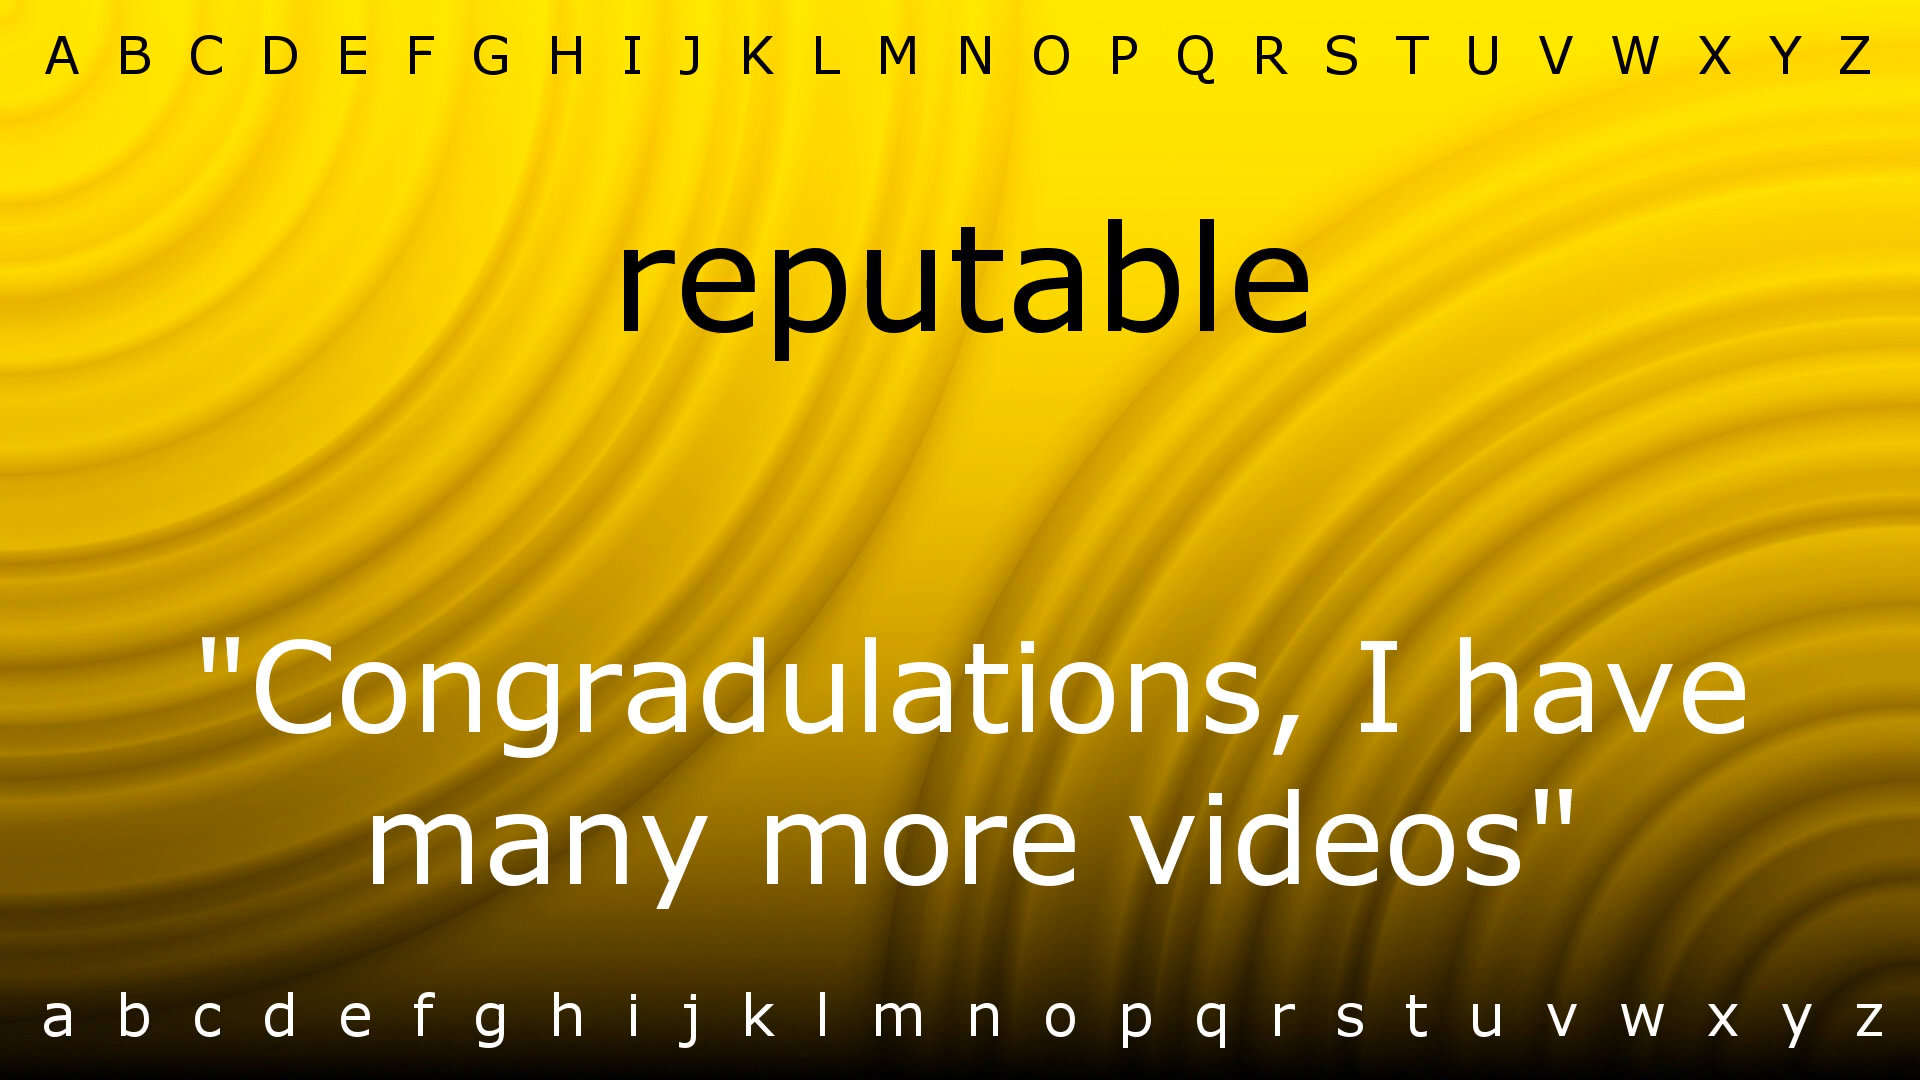 A B C D E F G H I J K L M N O P Q R S T U V W X Y Z
reputable
"Congradulations, I have
many more videos"
a b c d e f g h i j k l m n o p q r s t u v w x y z